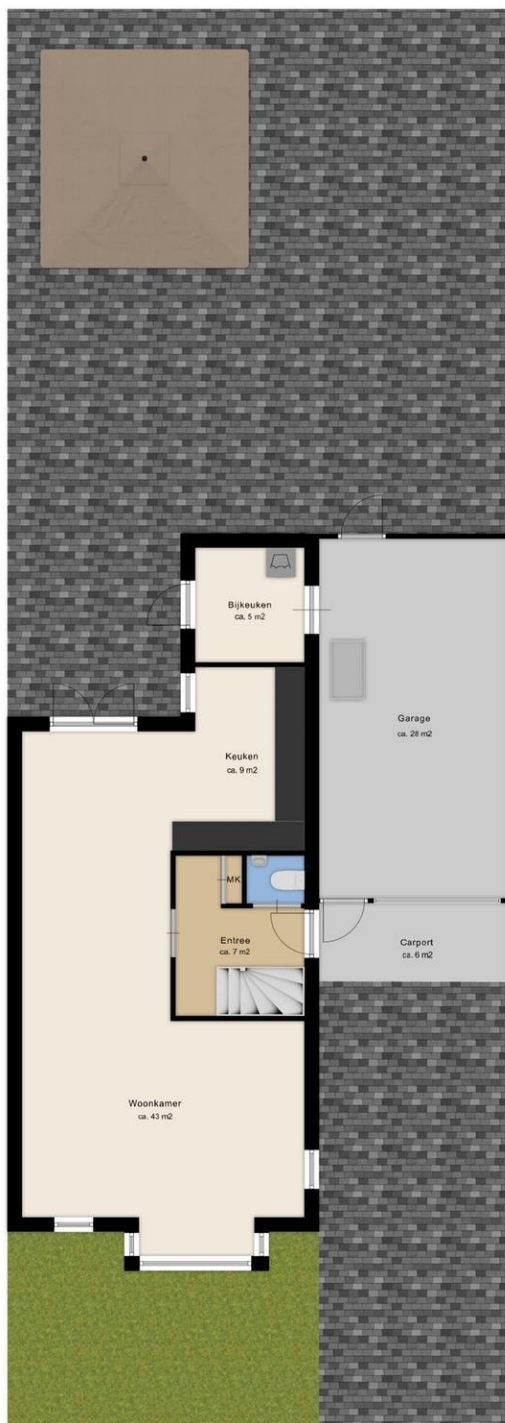 Bijkeuken
ca. 5 m2
Garage
ca. 28 m2
Keuken
ca. 9 m2
MK
Entree
ca. 7 m2
Carport
ca. 6 m2
Woonkamer
ca. 43 m2